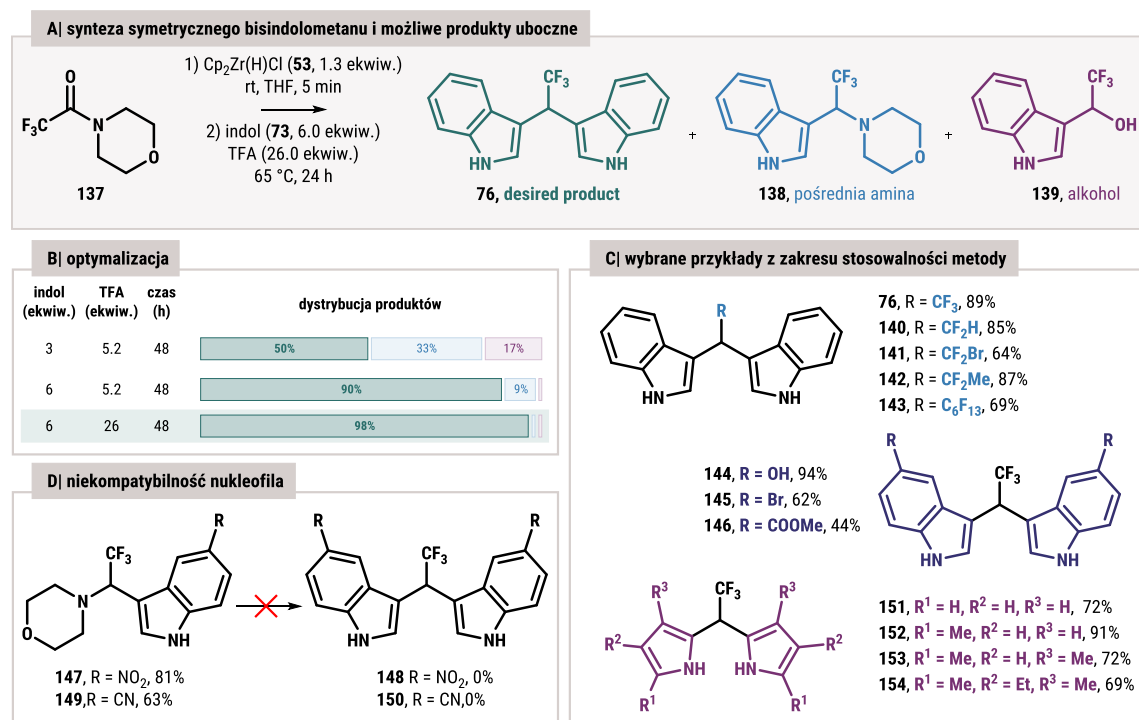 A| synteza symetrycznego bisindolometanu i możliwe produkty uboczne
O
F₃C
N
O
137
1) Cp₂Zr(H)Cl (53, 1.3 ekwiw.)
rt, THF, 5 min
2) indol (73, 6.0 ekwiw.)
TFA (26.0 ekwiw.)
65 °C, 24 h
CF₃
HN
NH
76, desired product
+
CF₃
N
O
HN
138, pośrednia amina
+
CF₃
OH
HN
139, alkohol
B| optymalizacja
indol (ekwiw.) TFA (ekwiw.) czas (h) dystrybucja produktów
3 5.2 48 50% 33% 17%
6 5.2 48 90% 9%
6 26 48 98%
C| wybrane przykłady z zakresu stosowalności metody
R
HN
NH
76, R = CF₃, 89%
140, R = CF₂H, 85%
141, R = CF₂Br, 64%
142, R = CF₂Me, 87%
143, R = C₆F₁₃, 69%
144, R = OH, 94%
145, R = Br, 62%
146, R = COOMe, 44%
R
R
CF₃
HN
NH
R³
CF₃
R³
R²
R²
NH
HN
R¹
R¹
151, R¹ = H, R² = H, R³ = H, 72%
152, R¹ = Me, R² = H, R³ = H, 91%
153, R¹ = Me, R² = H, R³ = Me, 72%
154, R¹ = Me, R² = Et, R³ = Me, 69%
D| niekompatybilność nukleofila
R
CF₃
N
O
NH
147, R = NO₂, 81%
149,R = CN, 63%
R
R
CF₃
HN
NH
148, R = NO₂, 0%
150, R = CN,0%